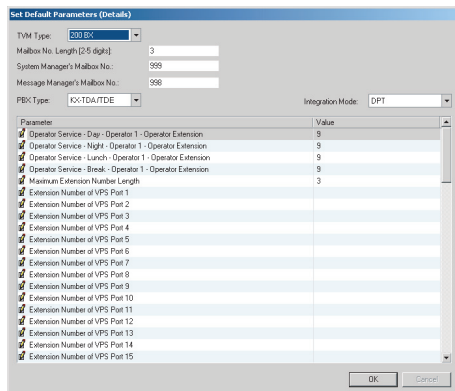 Set Default Parameters (Details)
TVM Type: 200 BX
Mailbox No. Length [2-5 digits]: 3
System Manager's Mailbox No.: 999
Message Manager's Mailbox No.: 998
PBX Type: KX-TDA/TDE Integration Mode: DPT
Parameter Value
Operator Service - Day - Operator 1 - Operator Extension 9
Operator Service - Night - Operator 1 - Operator Extension 9
Operator Service - Lunch - Operator 1 - Operator Extension 9
Operator Service - Break - Operator 1 - Operator Extension 9
Maximum Extension Number Length 3
Extension Number of VPS Port 1
Extension Number of VPS Port 2
Extension Number of VPS Port 3
Extension Number of VPS Port 4
Extension Number of VPS Port 5
Extension Number of VPS Port 6
Extension Number of VPS Port 7
Extension Number of VPS Port 8
Extension Number of VPS Port 9
Extension Number of VPS Port 10
Extension Number of VPS Port 11
Extension Number of VPS Port 12
Extension Number of VPS Port 13
Extension Number of VPS Port 14
Extension Number of VPS Port 15
OK Cancel